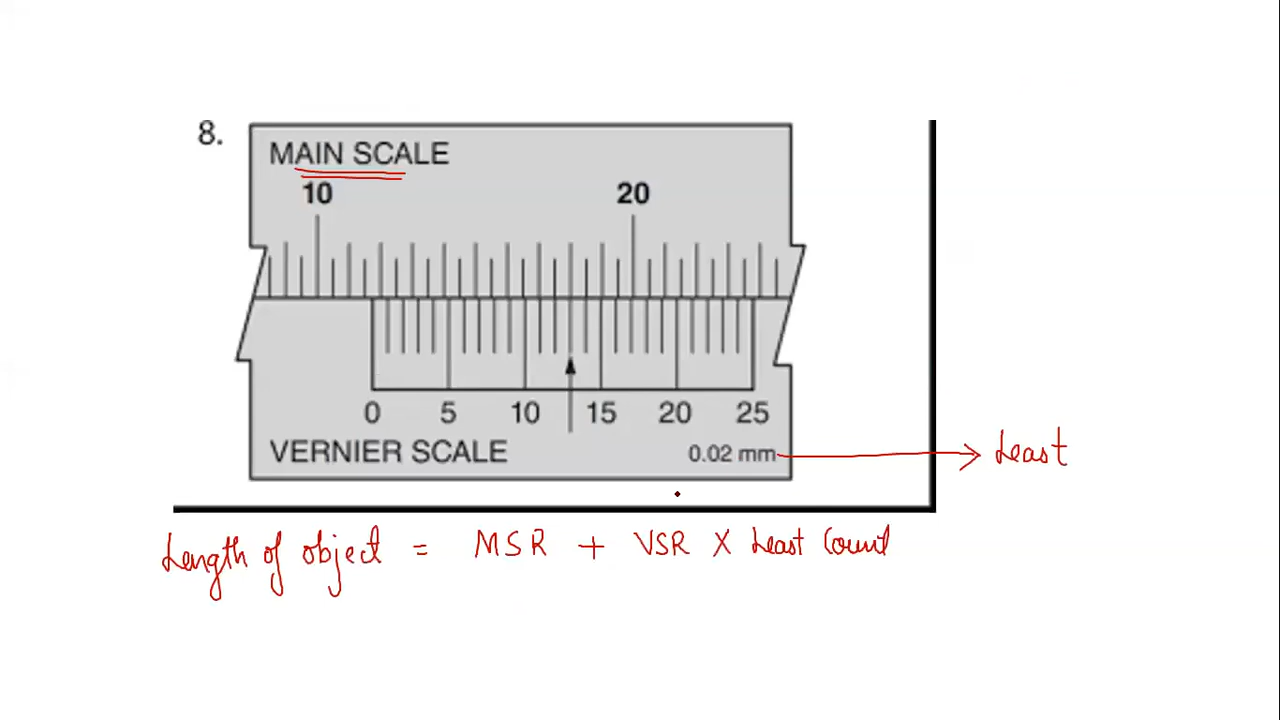 8.
MAIN SCALE
10 20
0 5 10 15 20 25
VERNIER SCALE 0.02 mm
Least
Length of object = MSR + VSR X Least Count